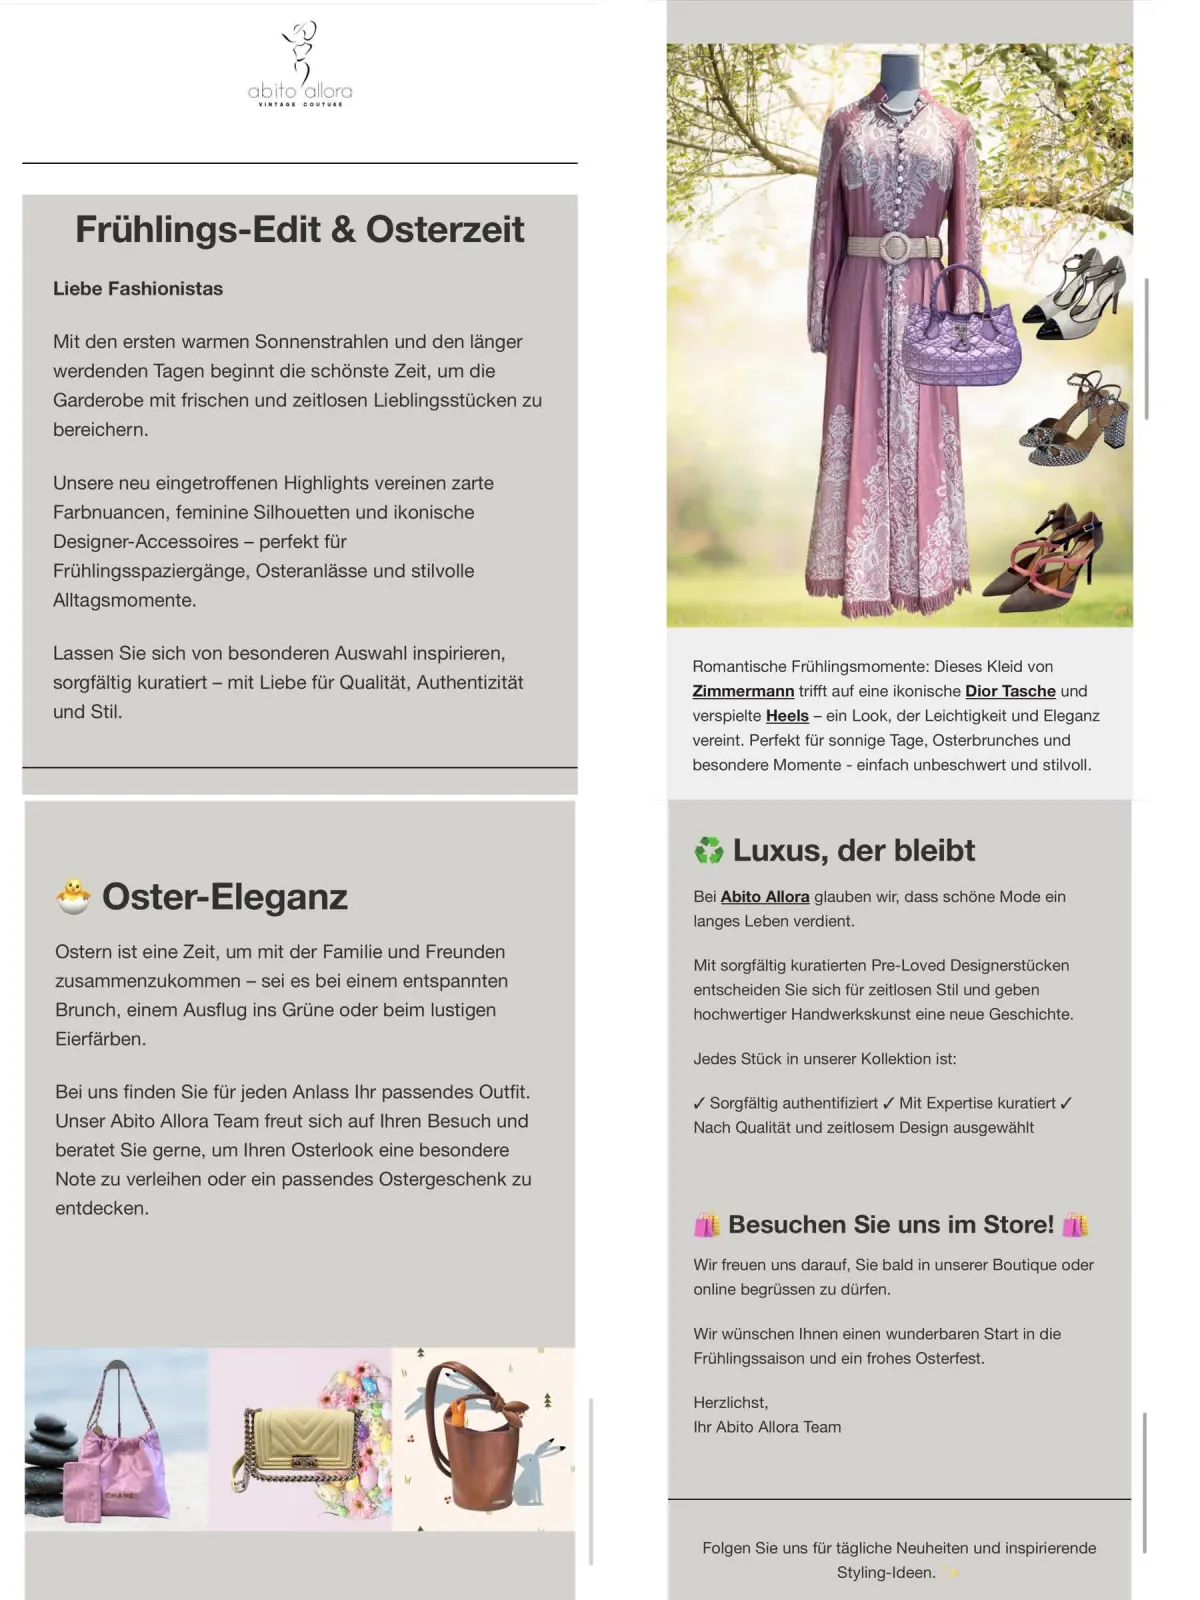 abito allora
VINTAGE COUTURE
Frühlings-Edit & Osterzeit
Liebe Fashionistas
Mit den ersten warmen Sonnenstrahlen und den länger
werdenden Tagen beginnt die schönste Zeit, um die
Garderobe mit frischen und zeitlosen Lieblingsstücken zu
bereichern.
Unsere neu eingetroffenen Highlights vereinen zarte
Farbnuancen, feminine Silhouetten und ikonische
Designer-Accessoires – perfekt für
Frühlingsspaziergänge, Osteranlässe und stilvolle
Alltagsmomente.
Lassen Sie sich von besonderen Auswahl inspirieren,
sorgfältig kuratiert – mit Liebe für Qualität, Authentizität
und Stil.
🐣 Oster-Eleganz
Ostern ist eine Zeit, um mit der Familie und Freunden
zusammenzukommen – sei es bei einem entspannten
Brunch, einem Ausflug ins Grüne oder beim lustigen
Eierfärben.
Bei uns finden Sie für jeden Anlass Ihr passendes Outfit.
Unser Abito Allora Team freut sich auf Ihren Besuch und
beratet Sie gerne, um Ihren Osterlook eine besondere
Note zu verleihen oder ein passendes Ostergeschenk zu
entdecken.
CHANEL
Romantische Frühlingsmomente: Dieses Kleid von
Zimmermann trifft auf eine ikonische Dior Tasche und
verspielte Heels – ein Look, der Leichtigkeit und Eleganz
vereint. Perfekt für sonnige Tage, Osterbrunches und
besondere Momente - einfach unbeschwert und stilvoll.
♻️ Luxus, der bleibt
Bei Abito Allora glauben wir, dass schöne Mode ein
langes Leben verdient.
Mit sorgfältig kuratierten Pre-Loved Designerstücken
entscheiden Sie sich für zeitlosen Stil und geben
hochwertiger Handwerkskunst eine neue Geschichte.
Jedes Stück in unserer Kollektion ist:
✓ Sorgfältig authentifiziert ✓ Mit Expertise kuratiert ✓
Nach Qualität und zeitlosem Design ausgewählt
🛍️ Besuchen Sie uns im Store! 🛍️
Wir freuen uns darauf, Sie bald in unserer Boutique oder
online begrüssen zu dürfen.
Wir wünschen Ihnen einen wunderbaren Start in die
Frühlingssaison und ein frohes Osterfest.
Herzlichst,
Ihr Abito Allora Team
Folgen Sie uns für tägliche Neuheiten und inspirierende
Styling-Ideen. ✨